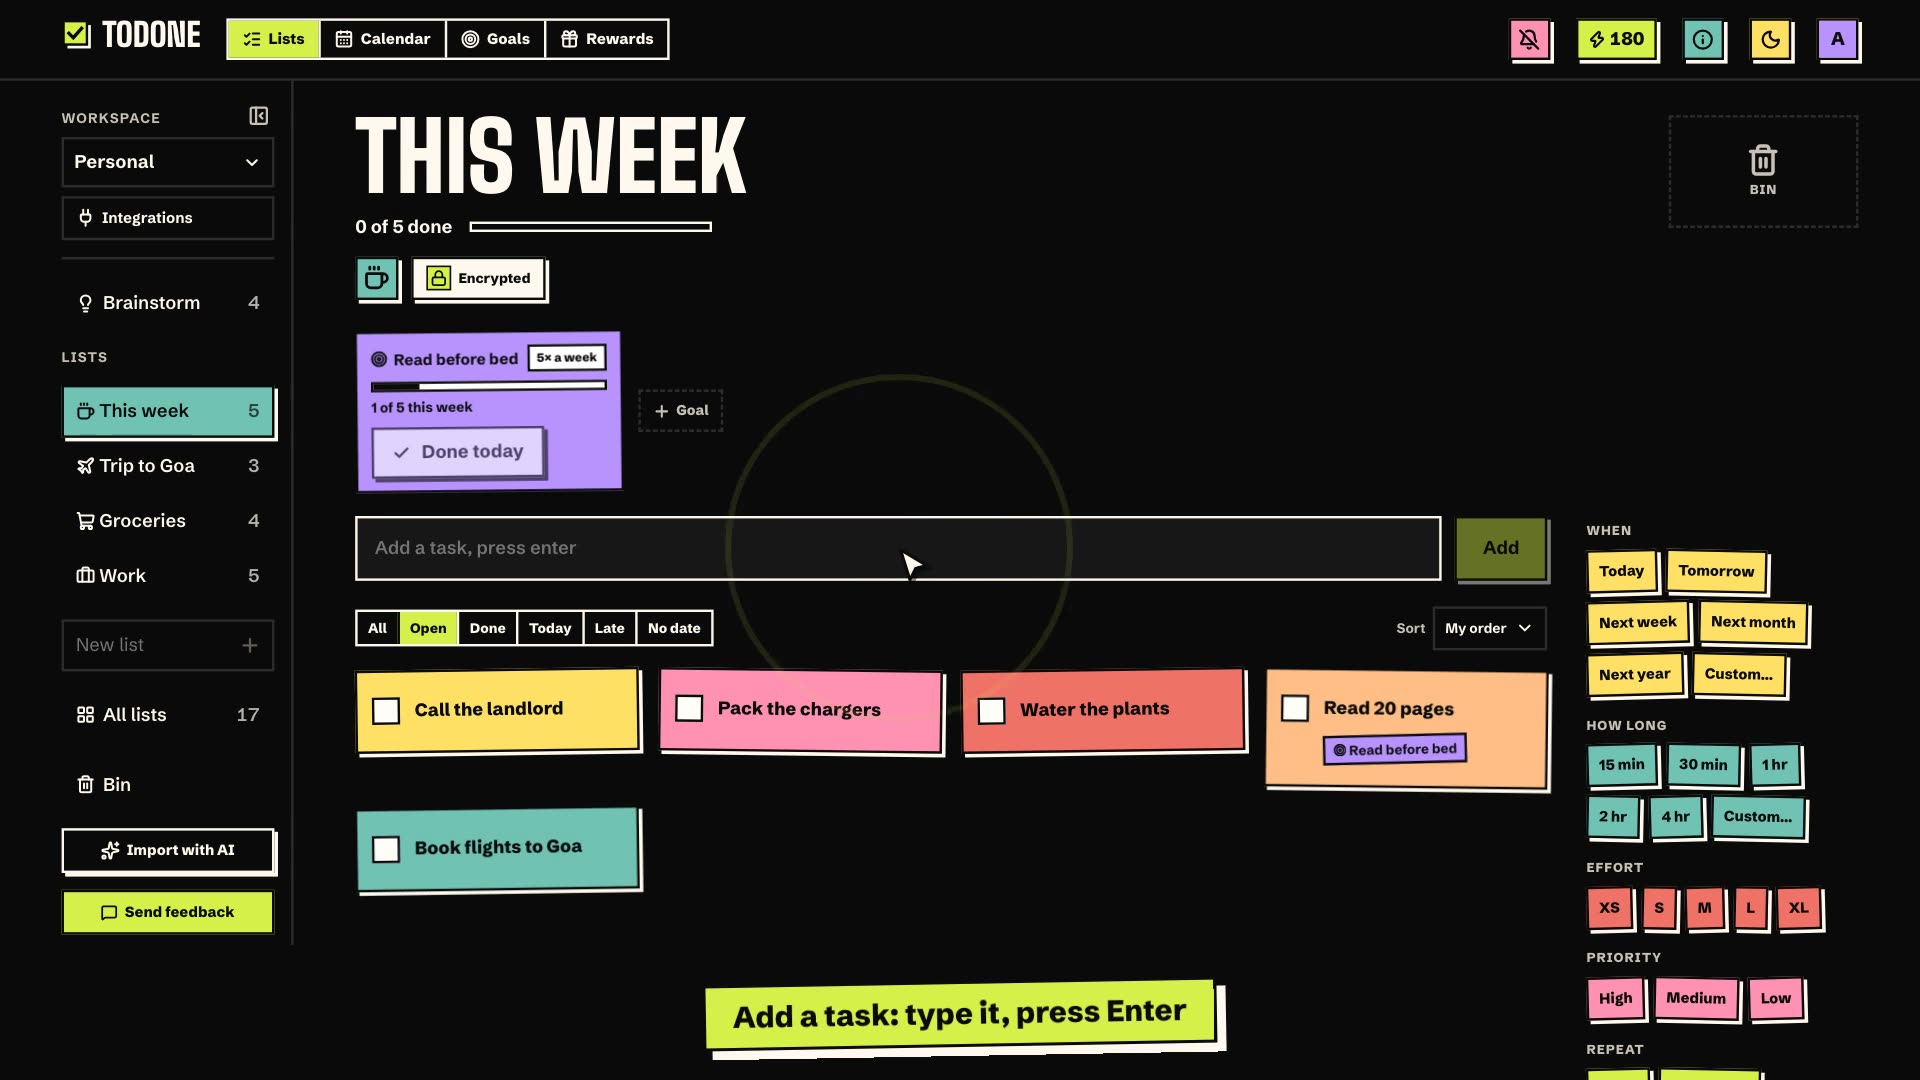 TODONE
Lists
Calendar
Goals
Rewards
180
A
WORKSPACE
Personal
Integrations
Brainstorm 4
LISTS
This week 5
Trip to Goa 3
Groceries 4
Work 5
New list
All lists 17
Bin
Import with AI
Send feedback
THIS WEEK
0 of 5 done
Encrypted
BIN
Read before bed 5× a week
1 of 5 this week
Done today
Goal
Add a task, press enter
Add
All Open Done Today Late No date
Sort My order
Call the landlord
Pack the chargers
Water the plants
Read 20 pages
Read before bed
Book flights to Goa
WHEN
Today Tomorrow
Next week Next month
Next year Custom...
HOW LONG
15 min 30 min 1 hr
2 hr 4 hr Custom...
EFFORT
XS S M L XL
PRIORITY
High Medium Low
REPEAT
Add a task: type it, press Enter